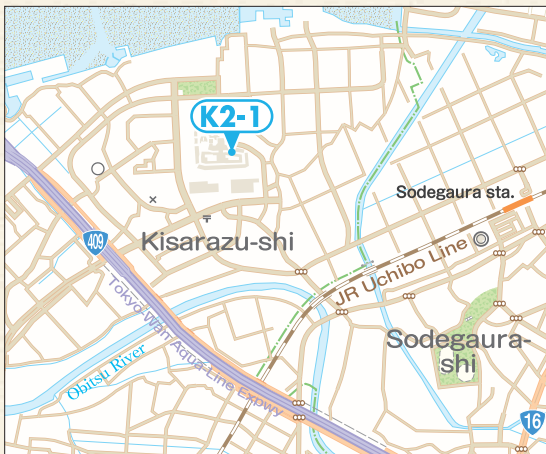 K2-1
Sodegaura sta.
409
Kisarazu-shi
JR Uchibo Line
Tokyo Wan Aqua Line Expwy
Sodegaura-
shi
Obitsu River
16